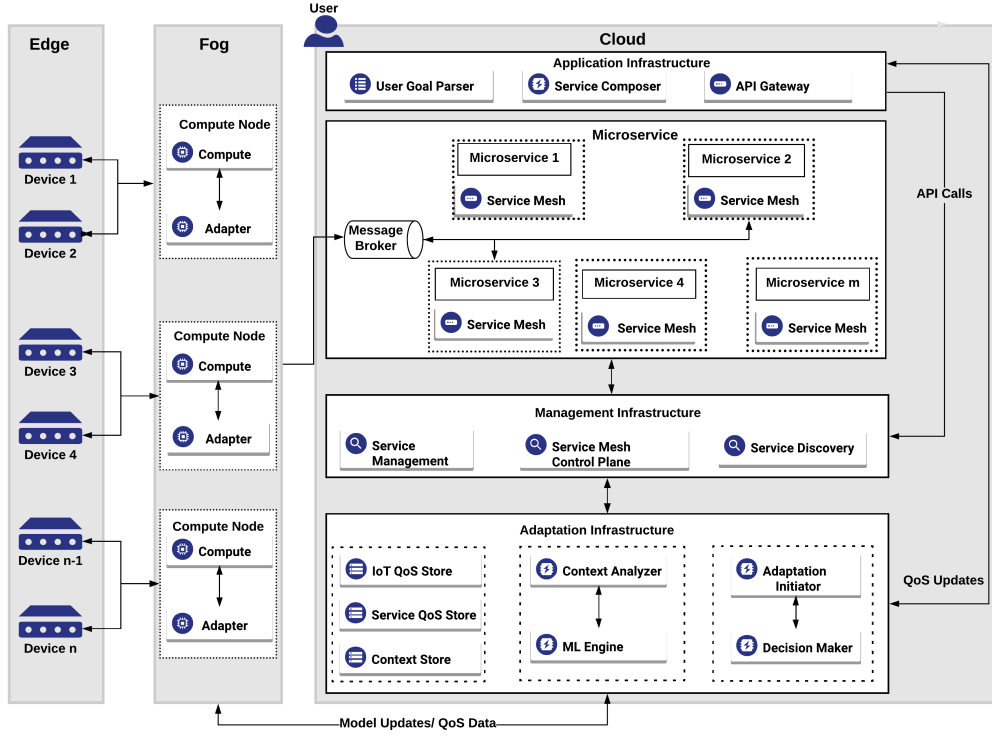 User
Edge
Fog
Cloud
Application Infrastructure
User Goal Parser
Service Composer
API Gateway
Device 1
Device 2
Device 3
Device 4
Device n-1
Device n
Compute Node
Compute
Adapter
Compute Node
Compute
Adapter
Compute Node
Compute
Adapter
Microservice
Microservice 1
Service Mesh
Microservice 2
Service Mesh
Message
Broker
Microservice 3
Service Mesh
Microservice 4
Service Mesh
Microservice m
Service Mesh
API Calls
Management Infrastructure
Service
Management
Service Mesh
Control Plane
Service Discovery
Adaptation Infrastructure
IoT QoS Store
Service QoS Store
Context Store
Context Analyzer
ML Engine
Adaptation
Initiator
Decision Maker
QoS Updates
Model Updates/ QoS Data